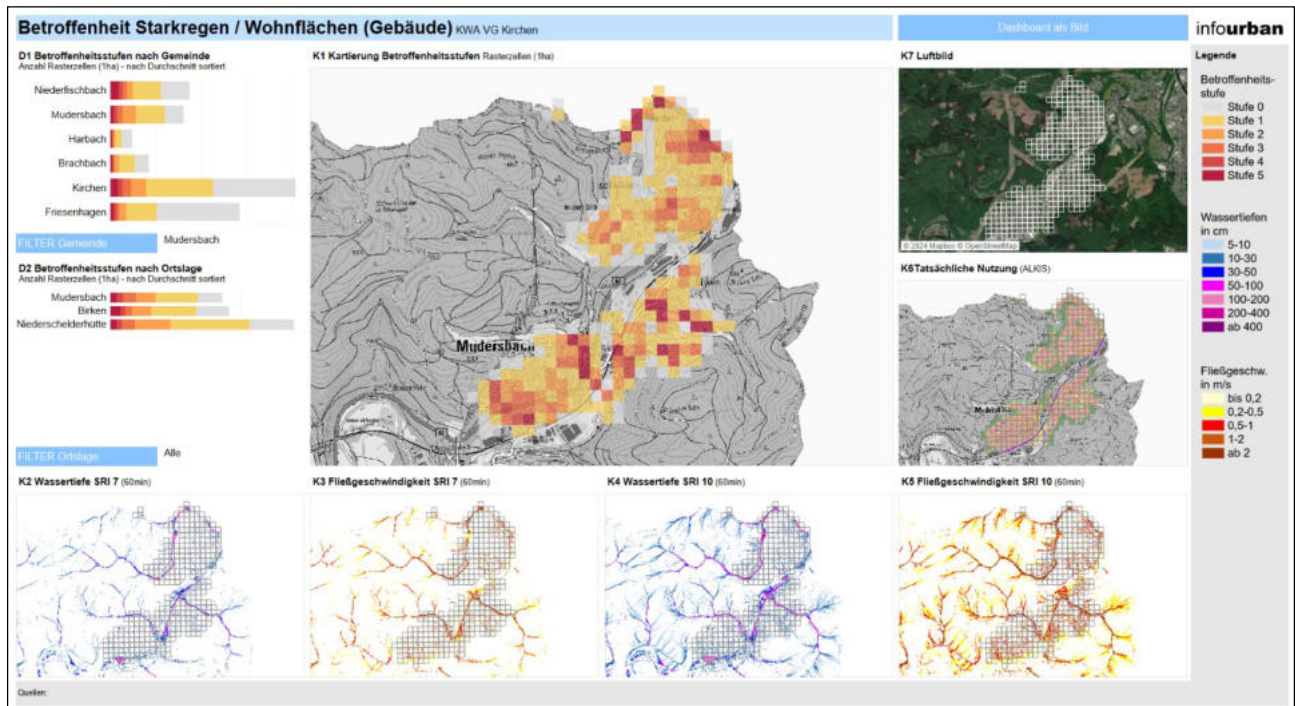 Betroffenheit Starkregen / Wohnflächen (Gebäude) KWA VG Kirchen
Dashboard als Bild
infourban
D1 Betroffenheitsstufen nach Gemeinde
Anzahl Rasterzellen (1ha) - nach Durchschnitt sortiert
Niederfischbach
Mudersbach
Harbach
Brachbach
Kirchen
Friesenhagen
FILTER Gemeinde
Mudersbach
D2 Betroffenheitsstufen nach Ortslage
Anzahl Rasterzellen (1ha) - nach Durchschnitt sortiert
Mudersbach
Birken
Niederschelderhütte
FILTER Ortslage
Alle
K1 Kartierung Betroffenheitsstufen Rasterzellen (1ha)
Mudersbach
K7 Luftbild
© 2024 Mapbox © OpenStreetMap
K6Tatsächliche Nutzung (ALKIS)
Legende
Betroffenheits-
stufe
Stufe 0
Stufe 1
Stufe 2
Stufe 3
Stufe 4
Stufe 5
Wassertiefen
in cm
5-10
10-30
30-50
50-100
100-200
200-400
ab 400
Fließgeschw.
in m/s
bis 0,2
0,2-0,5
0,5-1
1-2
ab 2
K2 Wassertiefe SRI 7 (60min)
K3 Fließgeschwindigkeit SRI 7 (60min)
K4 Wassertiefe SRI 10 (60min)
K5 Fließgeschwindigkeit SRI 10 (60min)
Quellen: